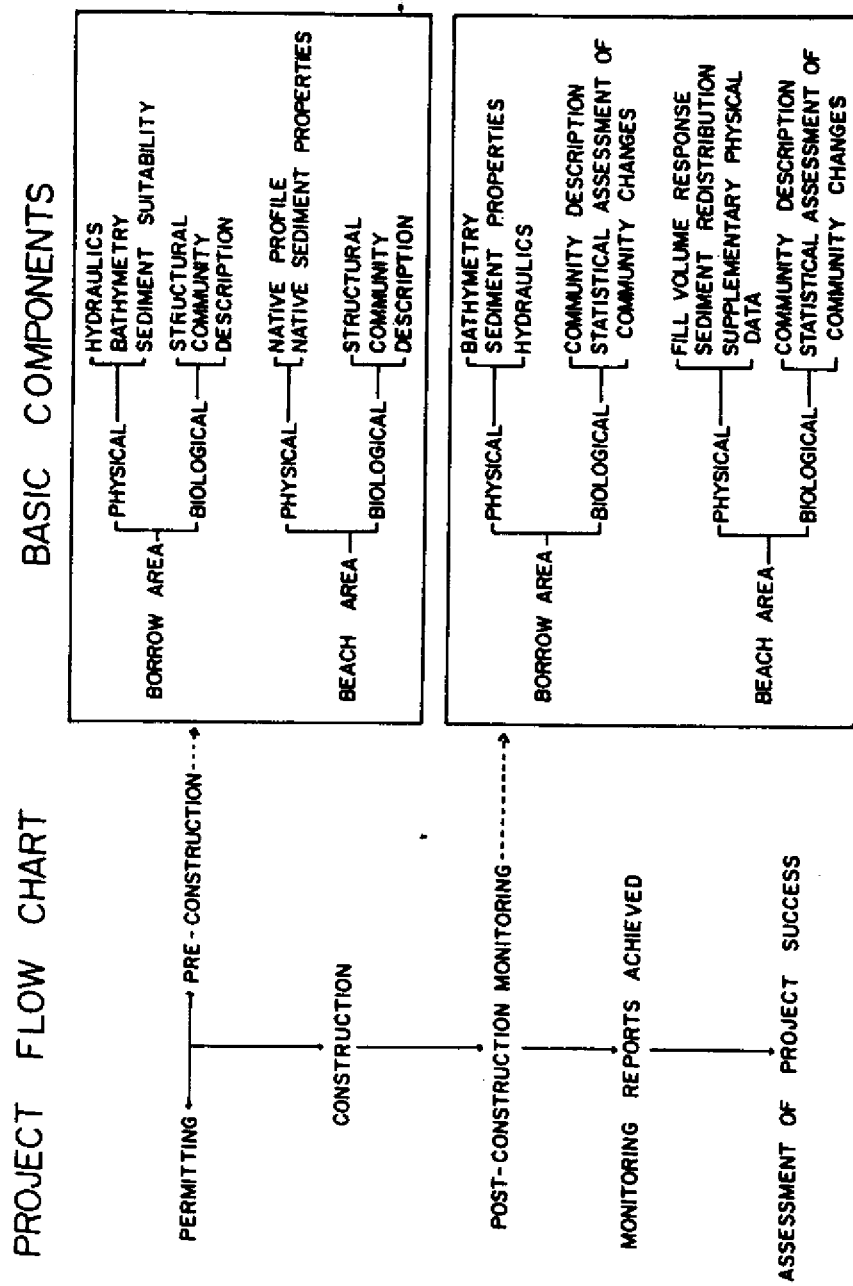 PROJECT FLOW CHART
BASIC COMPONENTS
PERMITTING
PRE-CONSTRUCTION
CONSTRUCTION
POST-CONSTRUCTION MONITORING
MONITORING REPORTS ACHIEVED
ASSESSMENT OF PROJECT SUCCESS
BORROW AREA
PHYSICAL
HYDRAULICS
BATHYMETRY
SEDIMENT SUITABILITY
BIOLOGICAL
STRUCTURAL
COMMUNITY
DESCRIPTION
BEACH AREA
PHYSICAL
NATIVE PROFILE
NATIVE SEDIMENT PROPERTIES
BIOLOGICAL
STRUCTURAL
COMMUNITY
DESCRIPTION
BORROW AREA
PHYSICAL
BATHYMETRY
SEDIMENT PROPERTIES
HYDRAULICS
BIOLOGICAL
COMMUNITY DESCRIPTION
STATISTICAL ASSESSMENT OF
COMMUNITY CHANGES
BEACH AREA
PHYSICAL
FILL VOLUME RESPONSE
SEDIMENT REDISTRIBUTION
SUPPLEMENTARY PHYSICAL
DATA
BIOLOGICAL
COMMUNITY DESCRIPTION
STATISTICAL ASSESSMENT OF
COMMUNITY CHANGES